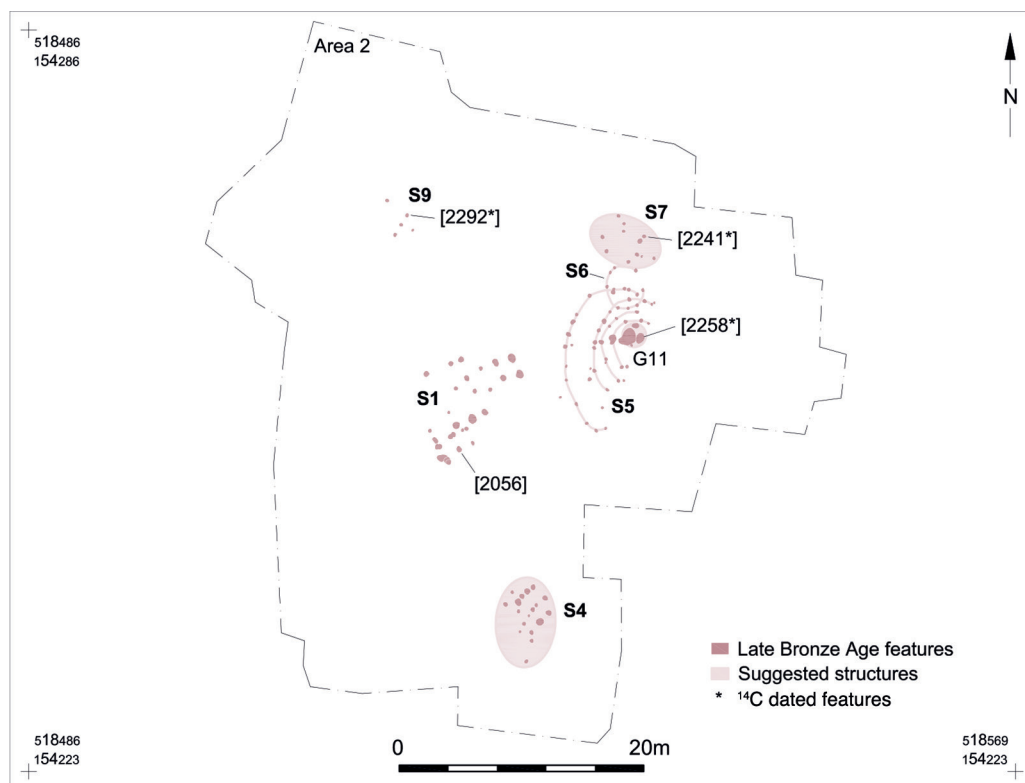 518486
154286
Area 2
N
S9
[2292*]
S7
[2241*]
S6
[2258*]
G11
S1
S5
[2056]
S4
Late Bronze Age features
Suggested structures
* ¹⁴C dated features
518486
154223
0
20m
518569
154223